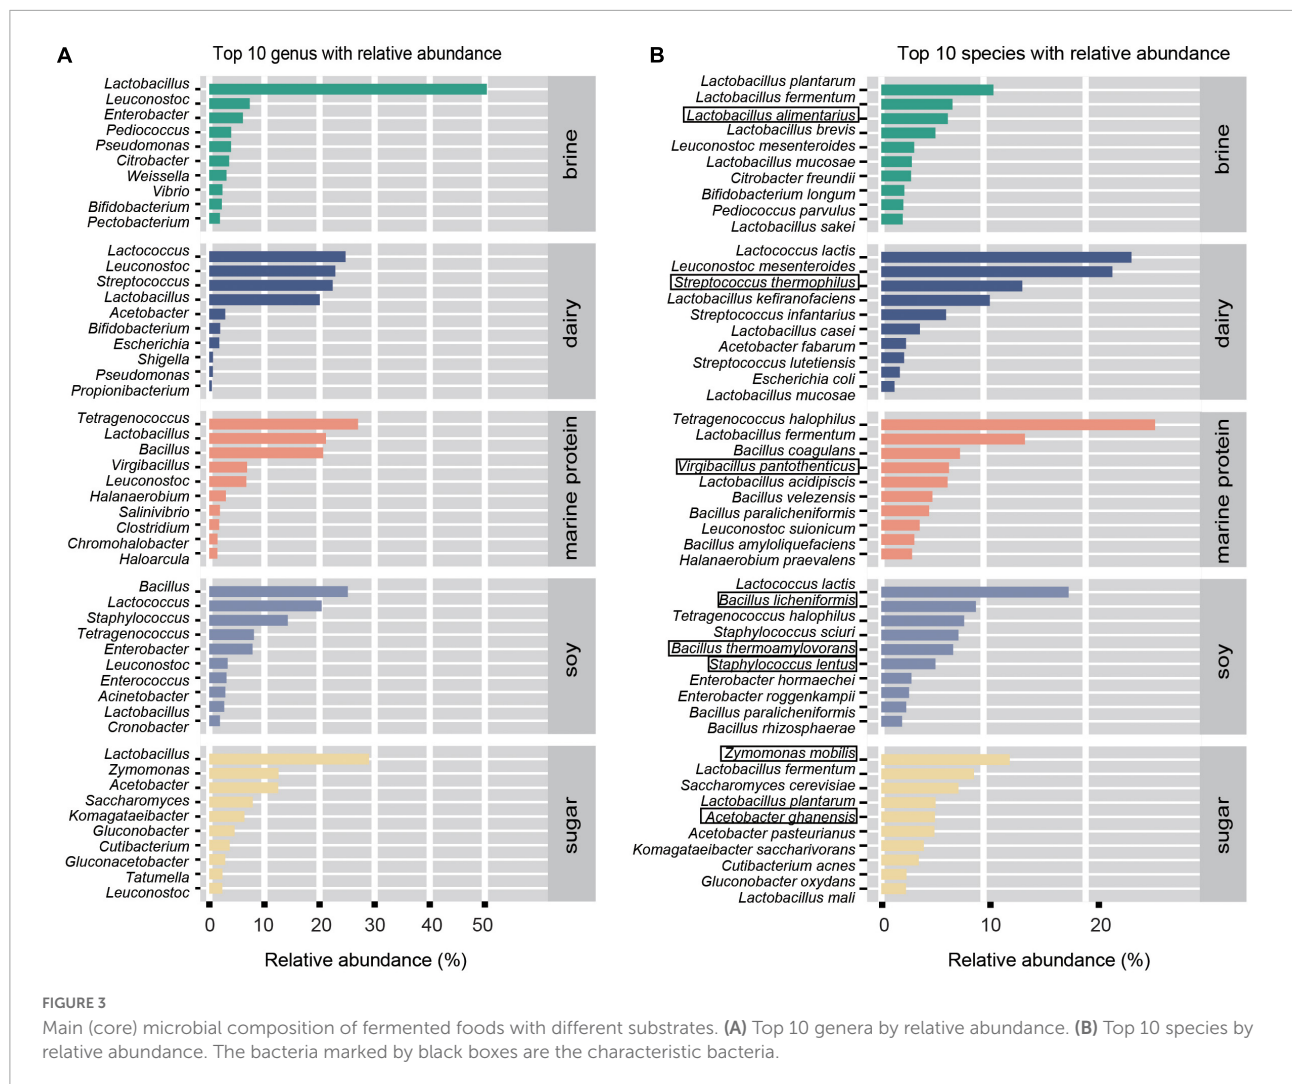 A
Top 10 genus with relative abundance
Lactobacillus
Leuconostoc
Enterobacter
Pediococcus
Pseudomonas
Citrobacter
Weissella
Vibrio
Bifidobacterium
Pectobacterium
brine
Lactococcus
Leuconostoc
Streptococcus
Lactobacillus
Acetobacter
Bifidobacterium
Escherichia
Shigella
Pseudomonas
Propionibacterium
dairy
Tetragenococcus
Lactobacillus
Bacillus
Virgibacillus
Leuconostoc
Halanaerobium
Salinivibrio
Clostridium
Chromohalobacter
Haloarcula
marine protein
Bacillus
Lactococcus
Staphylococcus
Tetragenococcus
Enterobacter
Leuconostoc
Enterococcus
Acinetobacter
Lactobacillus
Cronobacter
soy
Lactobacillus
Zymomonas
Acetobacter
Saccharomyces
Komagataeibacter
Gluconobacter
Cutibacterium
Gluconacetobacter
Tatumella
Leuconostoc
sugar
0 10 20 30 40 50
Relative abundance (%)
B
Top 10 species with relative abundance
Lactobacillus plantarum
Lactobacillus fermentum
Lactobacillus alimentarius
Lactobacillus brevis
Leuconostoc mesenteroides
Lactobacillus mucosae
Citrobacter freundii
Bifidobacterium longum
Pediococcus parvulus
Lactobacillus sakei
brine
Lactococcus lactis
Leuconostoc mesenteroides
Streptococcus thermophilus
Lactobacillus kefiranofaciens
Streptococcus infantarius
Lactobacillus casei
Acetobacter fabarum
Streptococcus lutetiensis
Escherichia coli
Lactobacillus mucosae
dairy
Tetragenococcus halophilus
Lactobacillus fermentum
Bacillus coagulans
Virgibacillus pantothenticus
Lactobacillus acidipiscis
Bacillus velezensis
Bacillus paralicheniformis
Leuconostoc suionicum
Bacillus amyloliquefaciens
Halanaerobium praevalens
marine protein
Lactococcus lactis
Bacillus licheniformis
Tetragenococcus halophilus
Staphylococcus sciuri
Bacillus thermoamylovorans
Staphylococcus lentus
Enterobacter hormaechei
Enterobacter roggenkampii
Bacillus paralicheniformis
Bacillus rhizosphaerae
soy
Zymomonas mobilis
Lactobacillus fermentum
Saccharomyces cerevisiae
Lactobacillus plantarum
Acetobacter ghanensis
Acetobacter pasteurianus
Komagataeibacter saccharivorans
Cutibacterium acnes
Gluconobacter oxydans
Lactobacillus mali
sugar
0 10 20
Relative abundance (%)
FIGURE 3
Main (core) microbial composition of fermented foods with different substrates. (A) Top 10 genera by relative abundance. (B) Top 10 species by
relative abundance. The bacteria marked by black boxes are the characteristic bacteria.